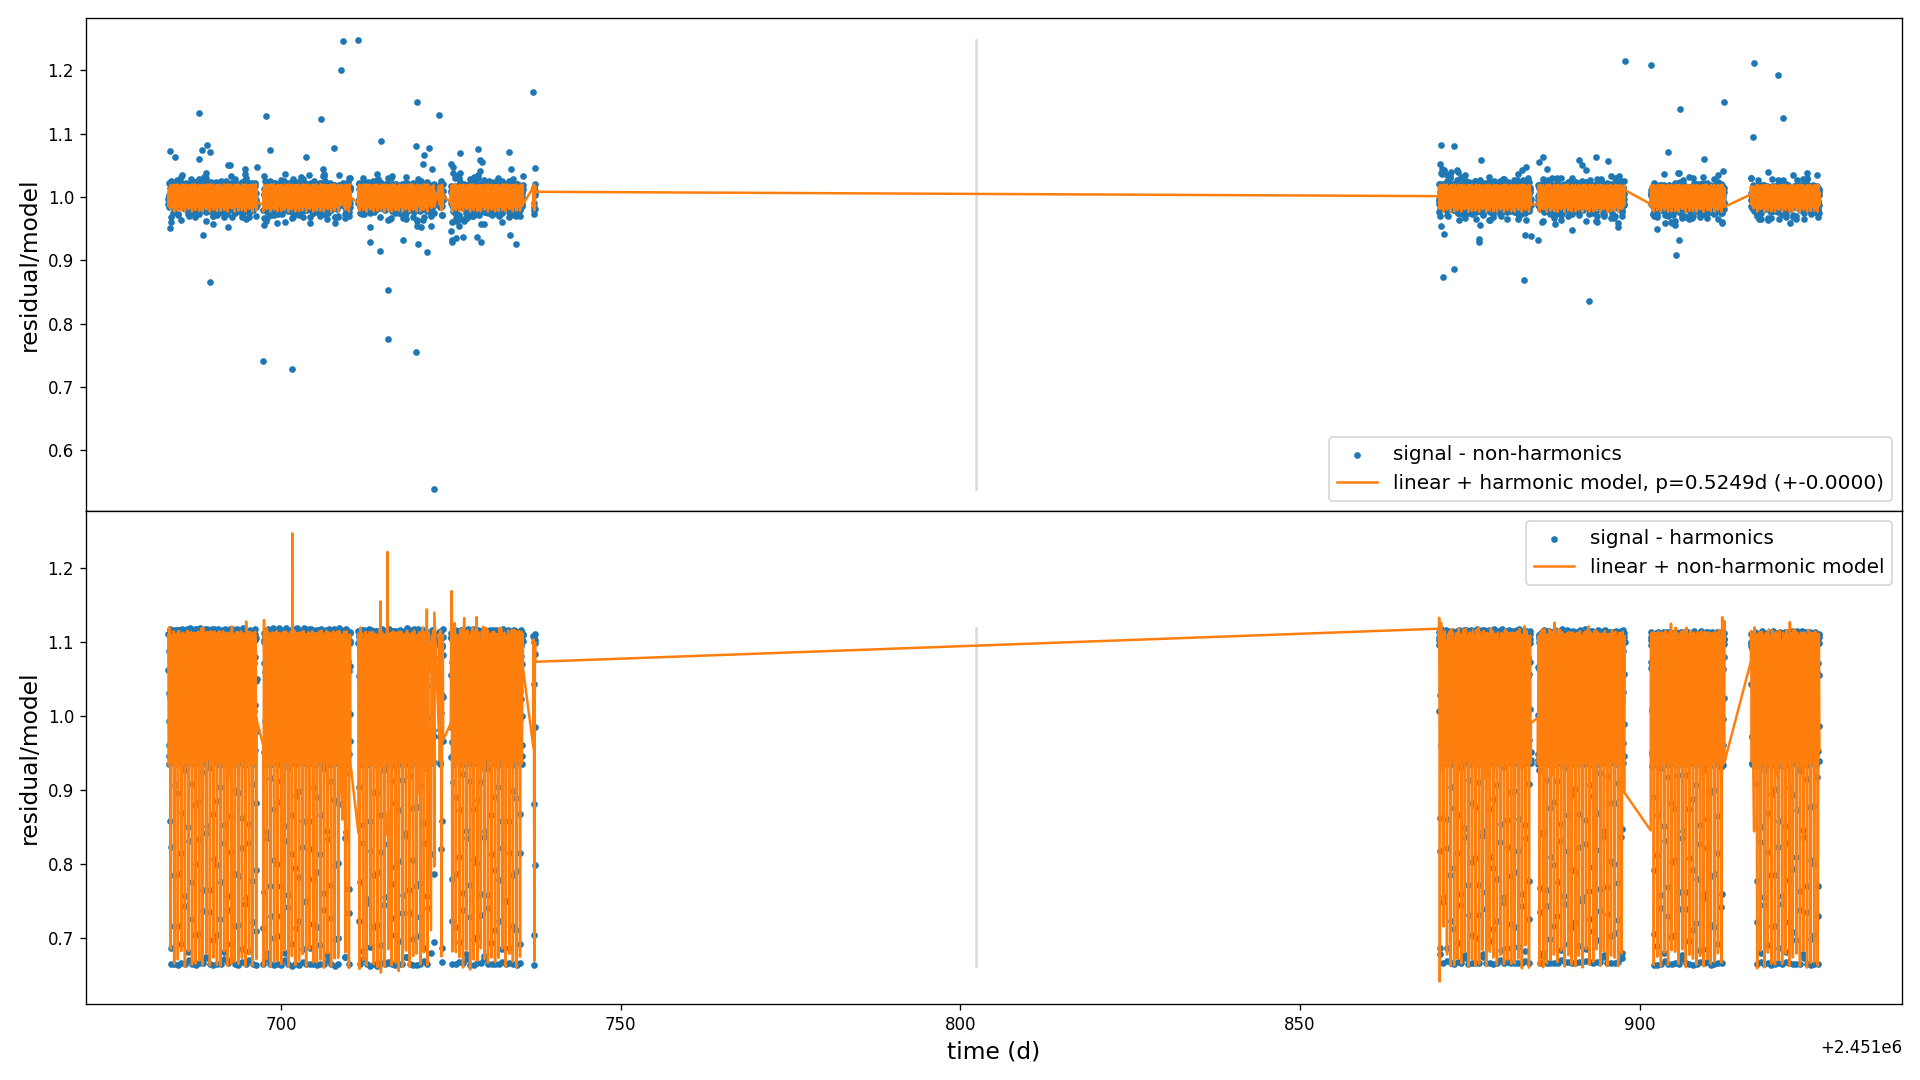 1.2
1.1
1.0
0.9
0.8
0.7
0.6
residual/model
signal - non-harmonics
linear + harmonic model, p=0.5249d (+-0.0000)
signal - harmonics
linear + non-harmonic model
1.2
1.1
1.0
0.9
0.8
0.7
residual/model
700 750 800 850 900
time (d)
+2.451e6